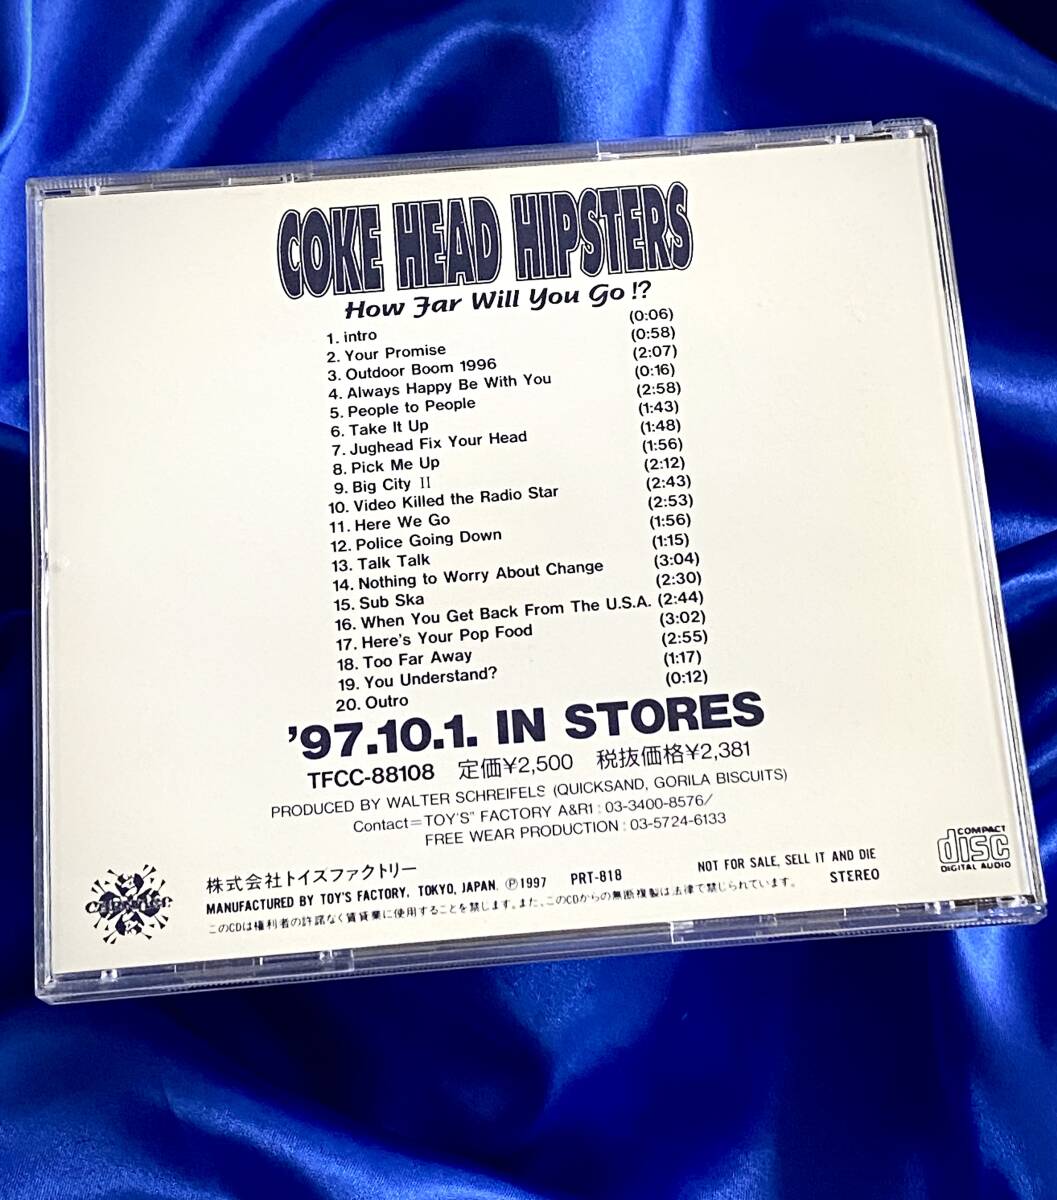 COKE HEAD HIPSTERS
How Far Will You Go!?
1. intro (0:06)
2. Your Promise (0:58)
3. Outdoor Boom 1996 (2:07)
4. Always Happy Be With You (0:16)
5. People to People (2:58)
6. Take It Up (1:43)
7. Jughead Fix Your Head (1:48)
8. Pick Me Up (1:56)
9. Big City II (2:12)
10. Video Killed the Radio Star (2:43)
11. Here We Go (2:53)
12. Police Going Down (1:56)
13. Talk Talk (1:15)
14. Nothing to Worry About Change (3:04)
15. Sub Ska (2:30)
16. When You Get Back From The U.S.A. (2:44)
17. Here's Your Pop Food (3:02)
18. Too Far Away (2:55)
19. You Understand? (1:17)
20. Outro (0:12)
'97.10.1. IN STORES
TFCC-88108 定価¥2,500 税抜価格¥2,381
PRODUCED BY WALTER SCHREIFELS (QUICKSAND, GORILA BISCUITS)
Contact=TOY'S" FACTORY A&R1 : 03-3400-8576/
FREE WEAR PRODUCTION : 03-5724-6133
株式会社トイスファクトリー
MANUFACTURED BY TOY'S FACTORY, TOKYO, JAPAN. Ⓟ1997 PRT-818 NOT FOR SALE, SELL IT AND DIE
このCDは権利者の許諾なく賃貸業に使用することを禁じます。また、このCDからの無断複製は法律で禁じられています。 STEREO
COMPACT
disc
DIGITAL AUDIO